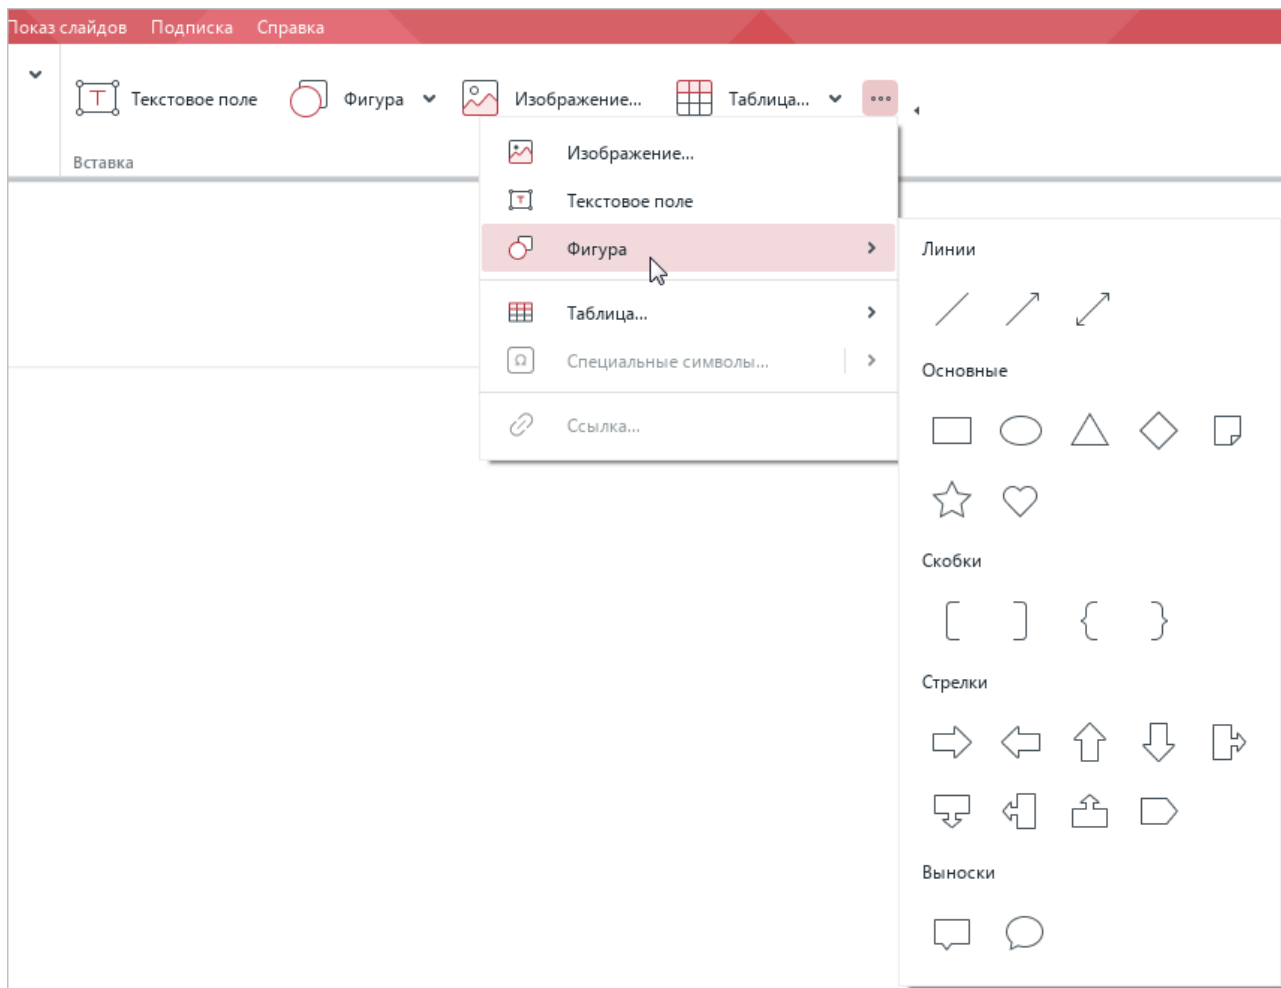 Показ слайдов Подписка Справка
Текстовое поле Фигура Изображение... Таблица...
Вставка
Изображение...
Текстовое поле
Фигура
Таблица...
Специальные символы...
Ссылка...
Линии
Основные
Скобки
Стрелки
Выноски